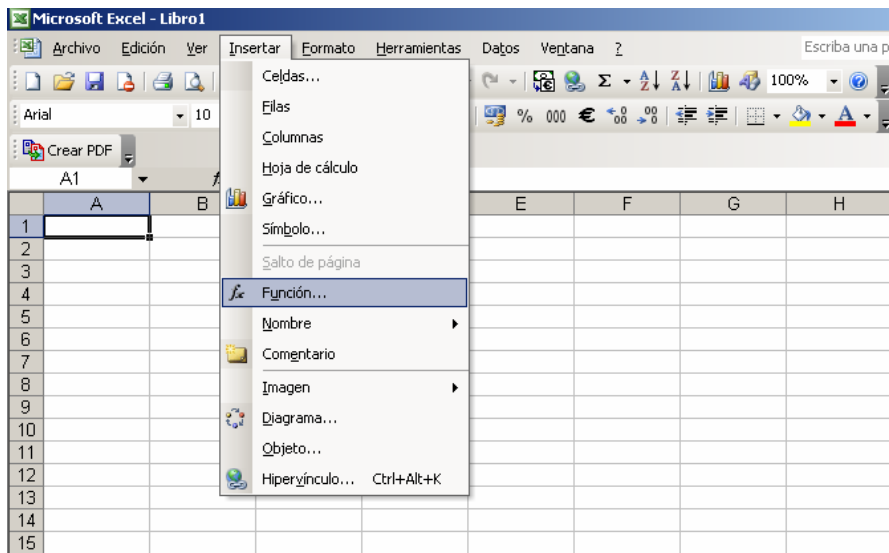 Microsoft Excel - Libro1
Archivo Edición Ver Insertar Formato Herramientas Datos Ventana ? Escriba una p
Σ 100%
Arial 10 % 000 € A
Crear PDF
A1
A B E F G H
Celdas...
Filas
Columnas
Hoja de cálculo
Gráfico...
Símbolo...
Salto de página
fx Función...
Nombre
Comentario
Imagen
Diagrama...
Objeto...
Hipervínculo... Ctrl+Alt+K
1
2
3
4
5
6
7
8
9
10
11
12
13
14
15